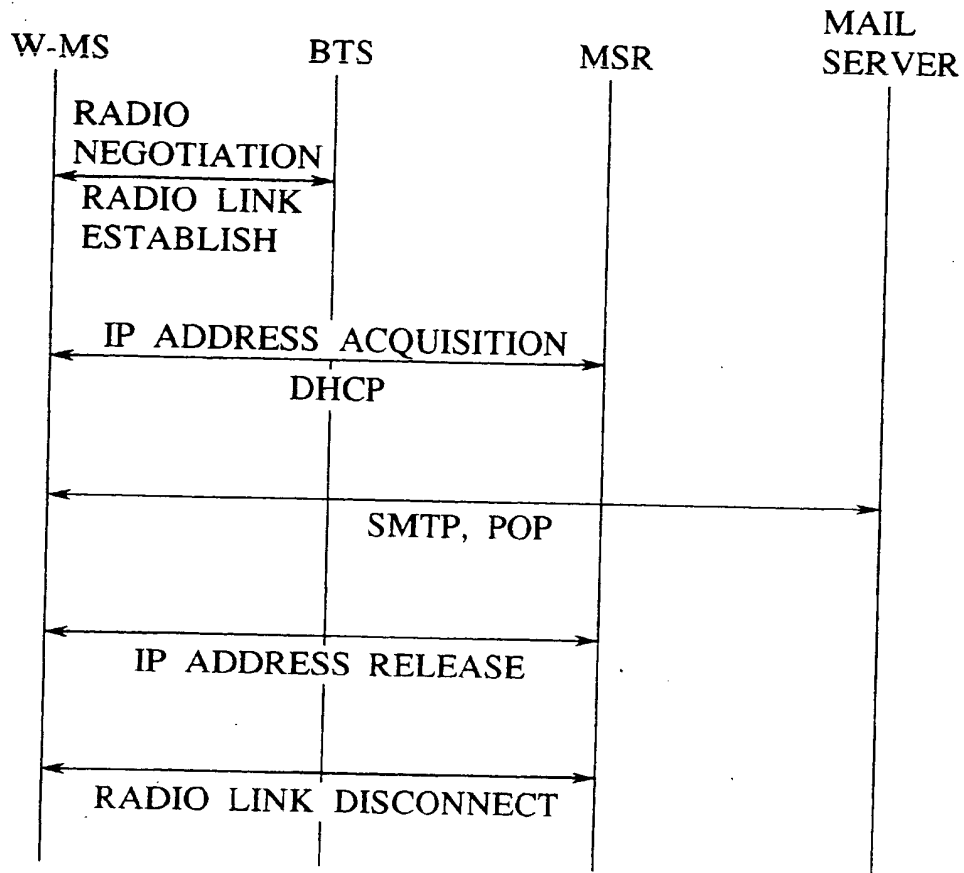 W-MS
BTS
MSR
MAIL
SERVER
RADIO
NEGOTIATION
RADIO LINK
ESTABLISH
IP ADDRESS ACQUISITION
DHCP
SMTP, POP
IP ADDRESS RELEASE
RADIO LINK DISCONNECT